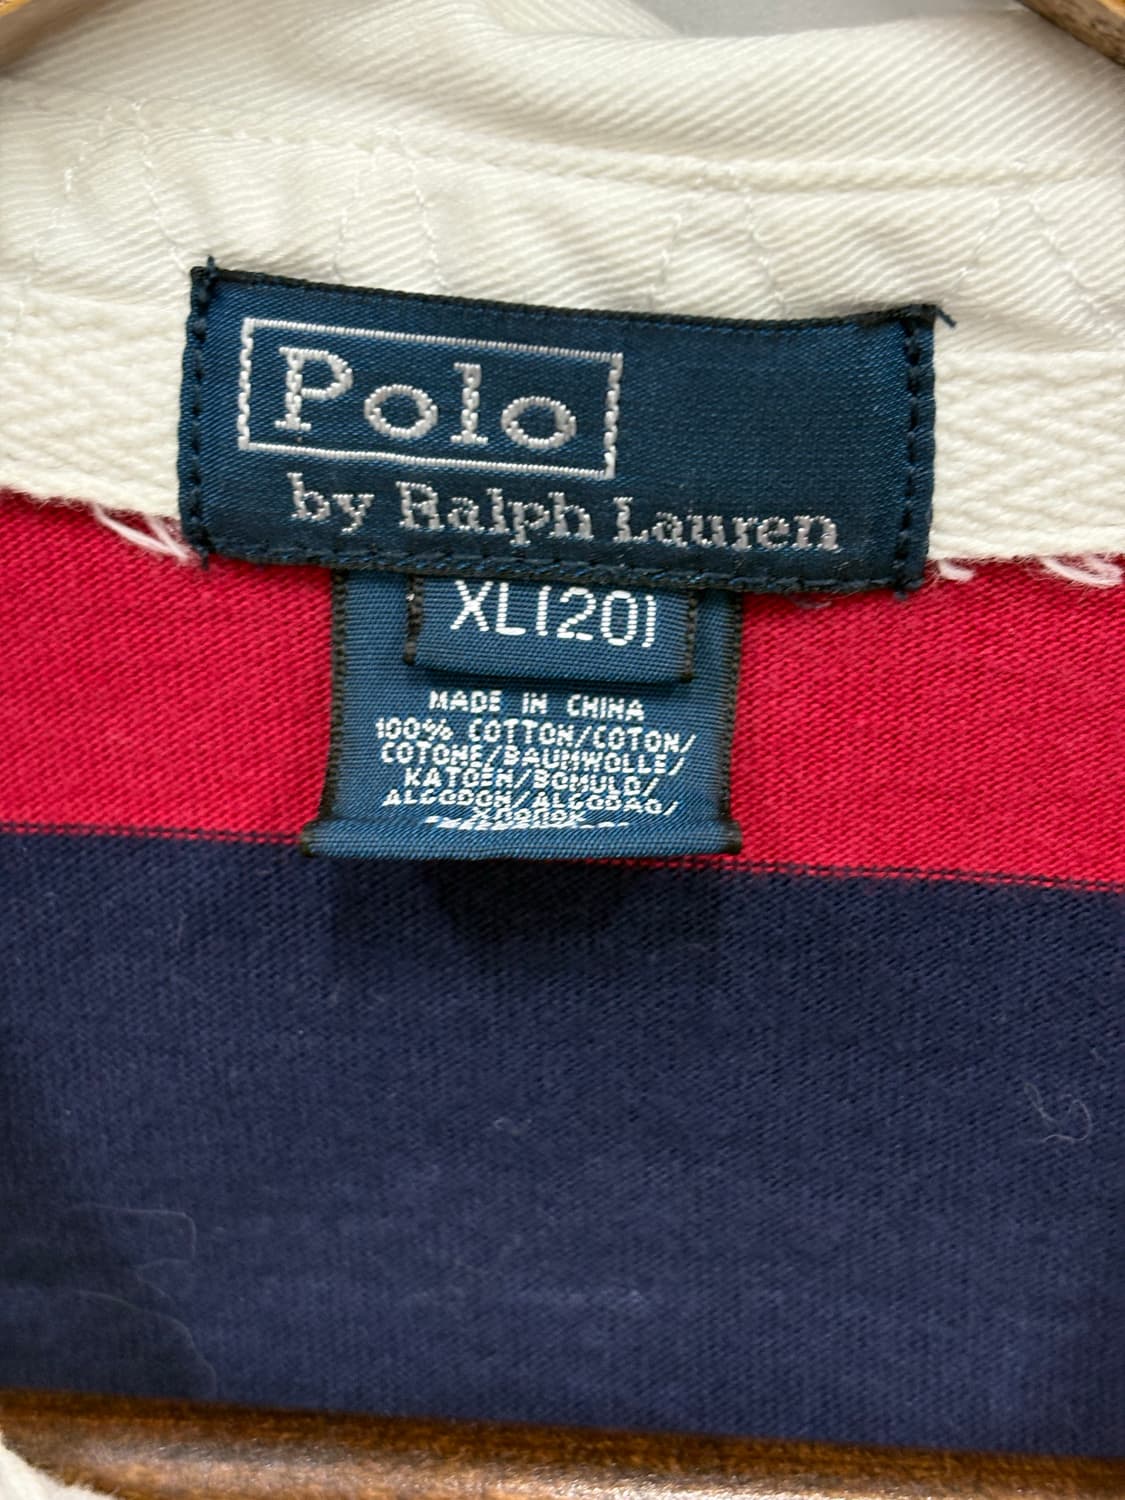 Polo
by Ralph Lauren
XL(20)
MADE IN CHINA
100% COTTON/COTON/
COTONE/BAUMWOLLE/
KATOEN/BOMULD/
ALGODON/ALGODAO/